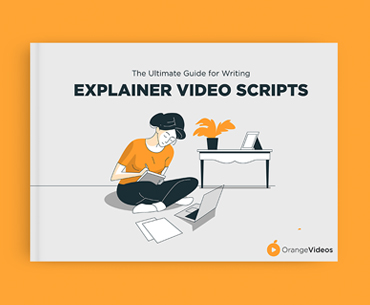 The Ultimate Guide for Writing
EXPLAINER VIDEO SCRIPTS
OrangeVideos